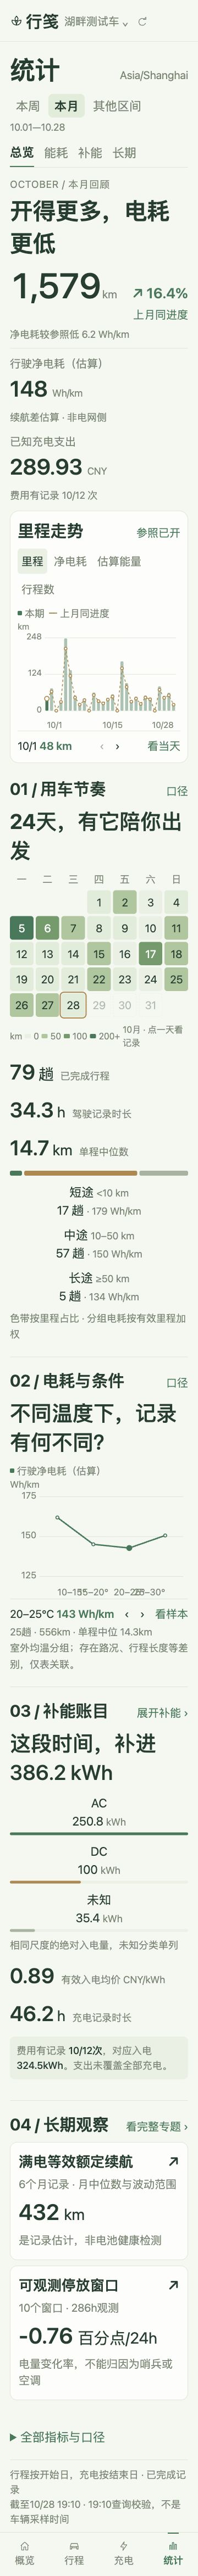 行笺 湖畔测试车
统计 Asia/Shanghai
本周 本月 其他区间
10.01—10.28
总览 能耗 补能 长期
OCTOBER / 本月回顾
开得更多，电耗
更低
1,579 km ↗ 16.4%
上月同进度
净电耗较参照低 6.2 Wh/km
行驶净电耗（估算）
148 Wh/km
续航差估算 · 非电网侧
已知充电支出
289.93 CNY
费用有记录 10/12 次
里程走势 参照已开
里程 净电耗 估算能量
行程数
本期 上月同进度
km
248
124
0
10/1 10/15 10/28
10/1 48 km ‹ › 看当天
01 / 用车节奏 口径
24天，有它陪你出
发
一 二 三 四 五 六 日
1 2 3 4
5 6 7 8 9 10 11
12 13 14 15 16 17 18
19 20 21 22 23 24 25
26 27 28 29 30 31
km 0 50 100 200+ 10月 · 点一天看
记录
79 趟 已完成行程
34.3 h 驾驶记录时长
14.7 km 单程中位数
短途 <10 km
17 趟 · 179 Wh/km
中途 10–50 km
57 趟 · 150 Wh/km
长途 ≥50 km
5 趟 · 134 Wh/km
色带按里程占比 · 分组电耗按有效里程加
权
02 / 电耗与条件 口径
不同温度下，记录
有何不同？
行驶净电耗（估算）
Wh/km
175
150
125
10–15° 15–20° 20–25° 25–30°
20–25°C 143 Wh/km ‹ › 看样本
25趟 · 556km · 单程中位 14.3km
室外均温分组；存在路况、行程长度等差
别，仅表关联。
03 / 补能账目 展开补能 ›
这段时间，补进
386.2 kWh
AC
250.8 kWh
DC
100 kWh
未知
35.4 kWh
相同尺度的绝对入电量，未知分类单列
0.89 有效入电均价 CNY/kWh
46.2 h 充电记录时长
费用有记录 10/12次，对应入电
324.5kWh。支出未覆盖全部充电。
04 / 长期观察 看完整专题 ›
满电等效额定续航 ↗
6个月记录 · 月中位数与波动范围
432 km
是记录估计，非电池健康检测
可观测停放窗口 ↗
10个窗口 · 286h观测
-0.76 百分点/24h
电量变化率，不能归因为哨兵或
空调
▶ 全部指标与口径
行程按开始日，充电按结束日 · 已完成记
录
截至10/28 19:10 · 19:10查询校验，不是
车辆采样时间
概览 行程 充电 统计